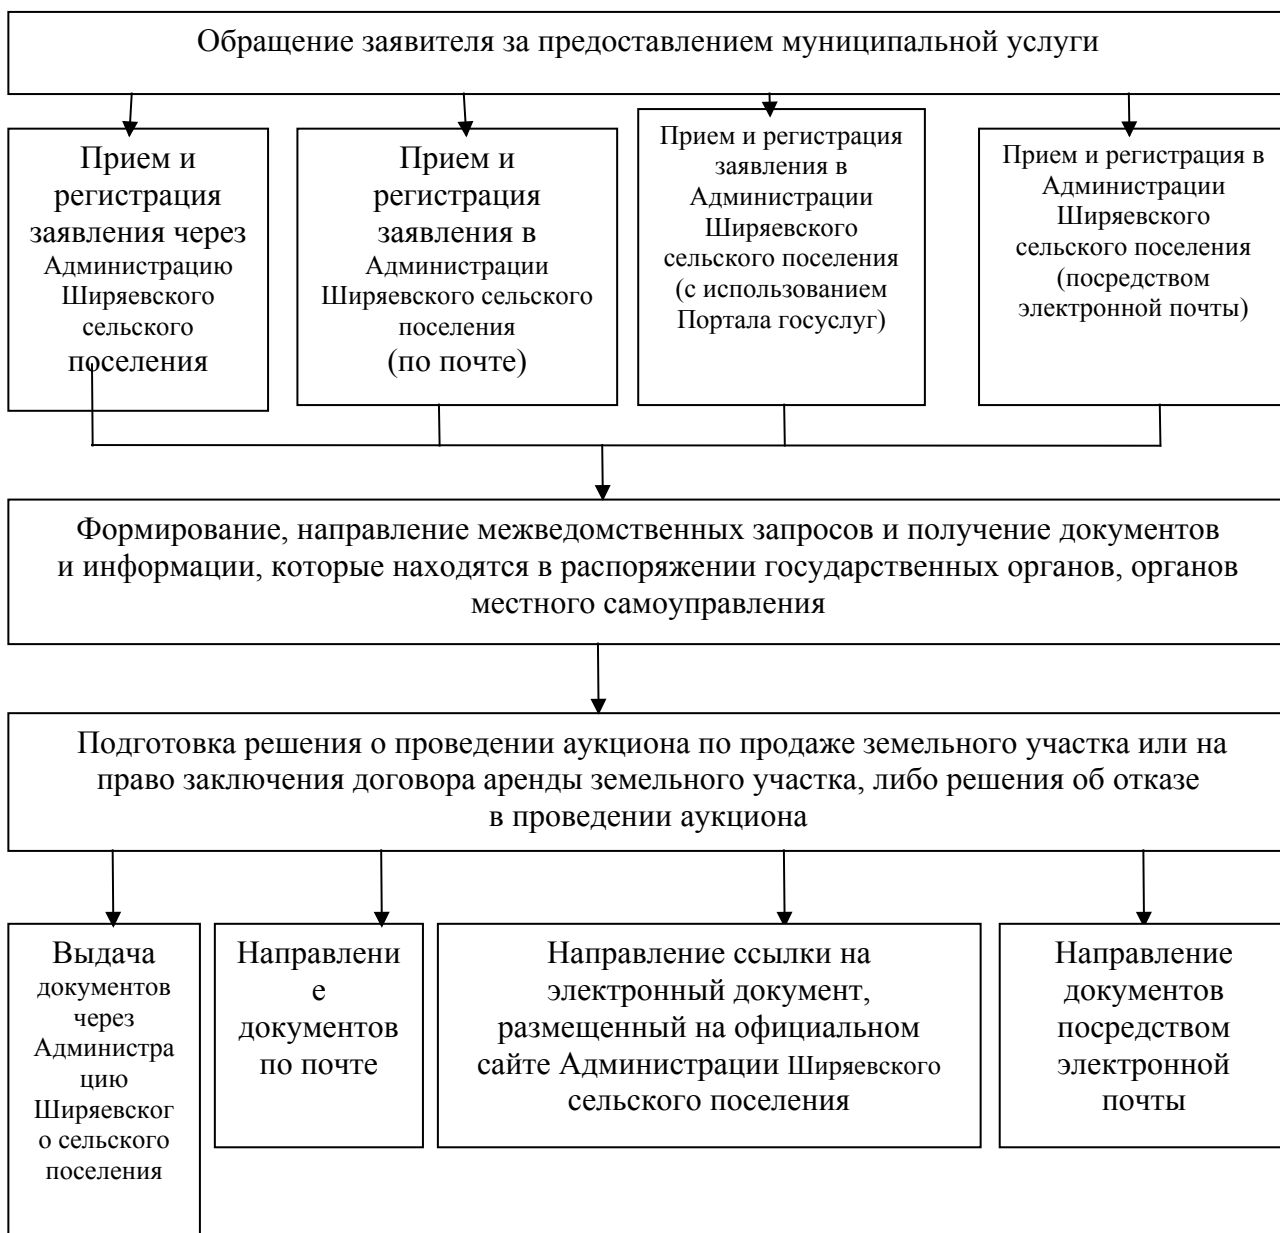 Обращение заявителя за предоставлением муниципальной услуги
Прием и
регистрация
заявления через
Администрацию
Ширяевского
сельского
поселения
Прием и
регистрация
заявления в
Администрации
Ширяевского сельского
поселения
(по почте)
Прием и регистрация
заявления в
Администрации
Ширяевского
сельского поселения
(с использованием
Портала госуслуг)
Прием и регистрация в
Администрации
Ширяевского
сельского поселения
(посредством
электронной почты)
Формирование, направление межведомственных запросов и получение документов
и информации, которые находятся в распоряжении государственных органов, органов
местного самоуправления
Подготовка решения о проведении аукциона по продаже земельного участка или на
право заключения договора аренды земельного участка, либо решения об отказе
в проведении аукциона
Выдача
документов
через
Администра
цию
Ширяевског
о сельского
поселения
Направлени
е
документов
по почте
Направление ссылки на
электронный документ,
размещенный на официальном
сайте Администрации Ширяевского
сельского поселения
Направление
документов
посредством
электронной
почты